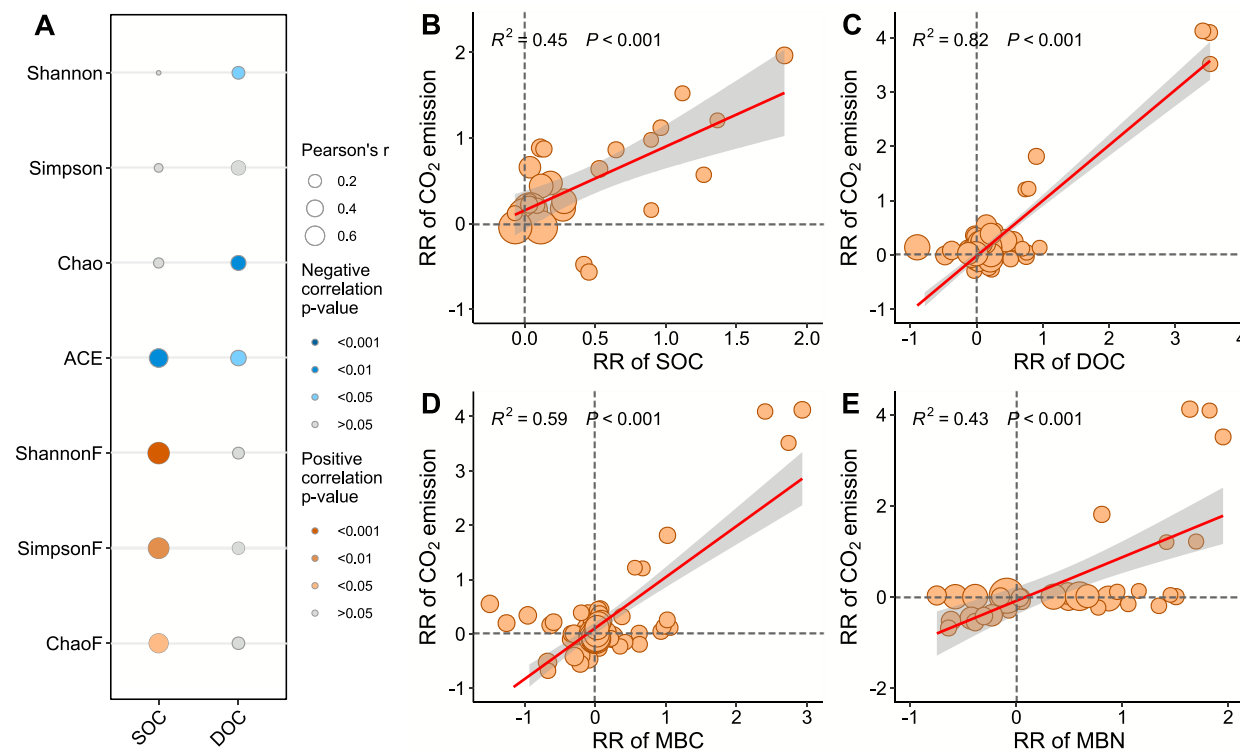 A
Shannon
Simpson
Chao
ACE
ShannonF
SimpsonF
ChaoF
SOC
DOC
Pearson's r
0.2
0.4
0.6
Negative
correlation
p-value
<0.001
<0.01
<0.05
>0.05
Positive
correlation
p-value
<0.001
<0.01
<0.05
>0.05
B
R² = 0.45 P < 0.001
RR of CO₂ emission
2
1
0
-1
0.0 0.5 1.0 1.5 2.0
RR of SOC
C
R² = 0.82 P < 0.001
RR of CO₂ emission
4
3
2
1
0
-1
-1 0 1 2 3 4
RR of DOC
D
R² = 0.59 P < 0.001
RR of CO₂ emission
4
3
2
1
0
-1
-1 0 1 2 3
RR of MBC
E
R² = 0.43 P < 0.001
RR of CO₂ emission
4
2
0
-2
-1 0 1 2
RR of MBN